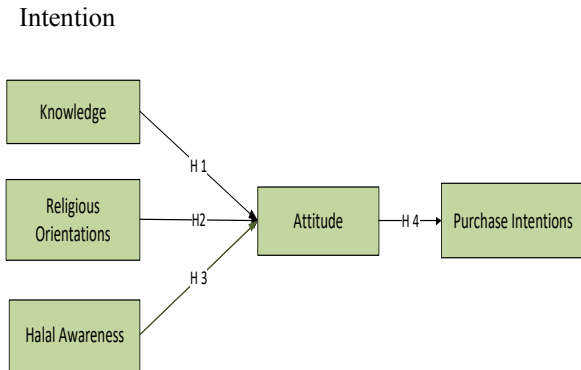 Intention
Knowledge
H 1
Religious
Orientations
H2
Attitude
H 4
Purchase Intentions
H 3
Halal Awareness